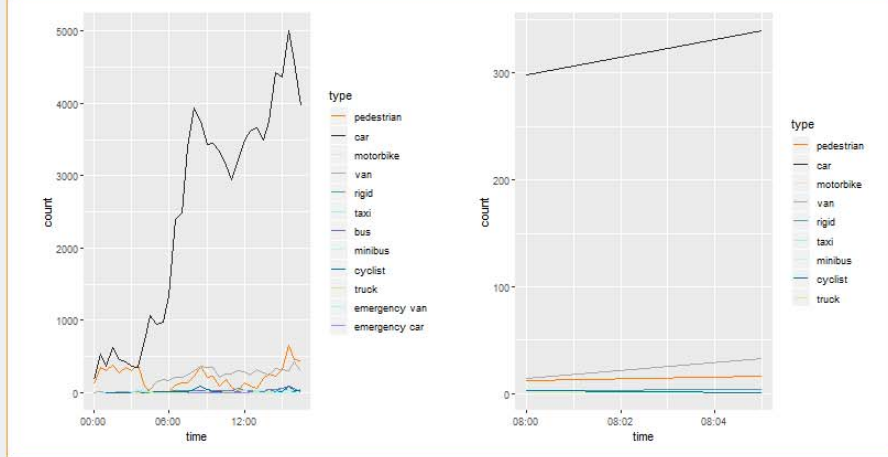 5000
4000
3000
2000
1000
0
count
00:00
06:00
12:00
time
type
pedestrian
car
motorbike
van
rigid
taxi
bus
minibus
cyclist
truck
emergency van
emergency car
300
200
100
0
count
08:00
08:02
08:04
time
type
pedestrian
car
motorbike
van
rigid
taxi
minibus
cyclist
truck